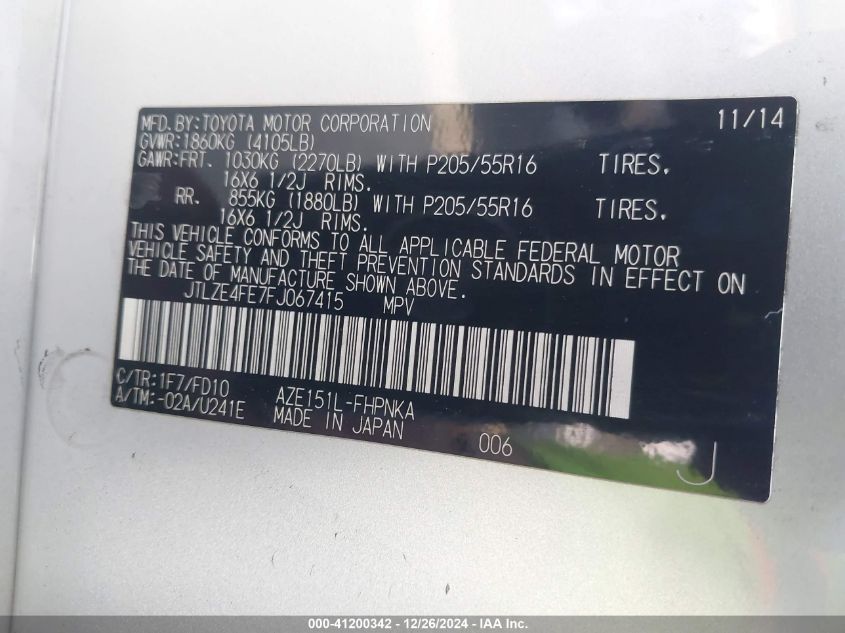 MFD. BY: TOYOTA MOTOR CORPORATION 11/14
GVWR: 1860KG (4105LB)
GAWR: FRT. 1030KG (2270LB) WITH P205/55R16 TIRES.
16X6 1/2J RIMS.
RR. 855KG (1880LB) WITH P205/55R16 TIRES.
16X6 1/2J RIMS.
THIS VEHICLE CONFORMS TO ALL APPLICABLE FEDERAL MOTOR
VEHICLE SAFETY AND THEFT PREVENTION STANDARDS IN EFFECT ON
THE DATE OF MANUFACTURE SHOWN ABOVE.
JTLZE4FE7FJ067415 MPV
C/TR: 1F7/FD10 AZE151L-FHPNKA
A/TM: -02A/U241E MADE IN JAPAN 006 J
000-41200342 - 12/26/2024 - IAA Inc.